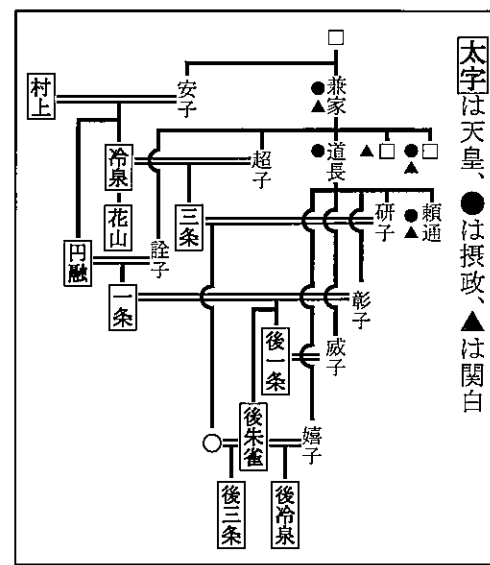 太字は天皇、●は摂政、▲は関白
□
兼家
●▲
安子
村上
●▲□
▲□
●道長
超子
冷泉
花山
頼通
●▲
研子
三条
詮子
円融
彰子
一条
威子
後一条
嬉子
後朱雀
○
後冷泉
後三条